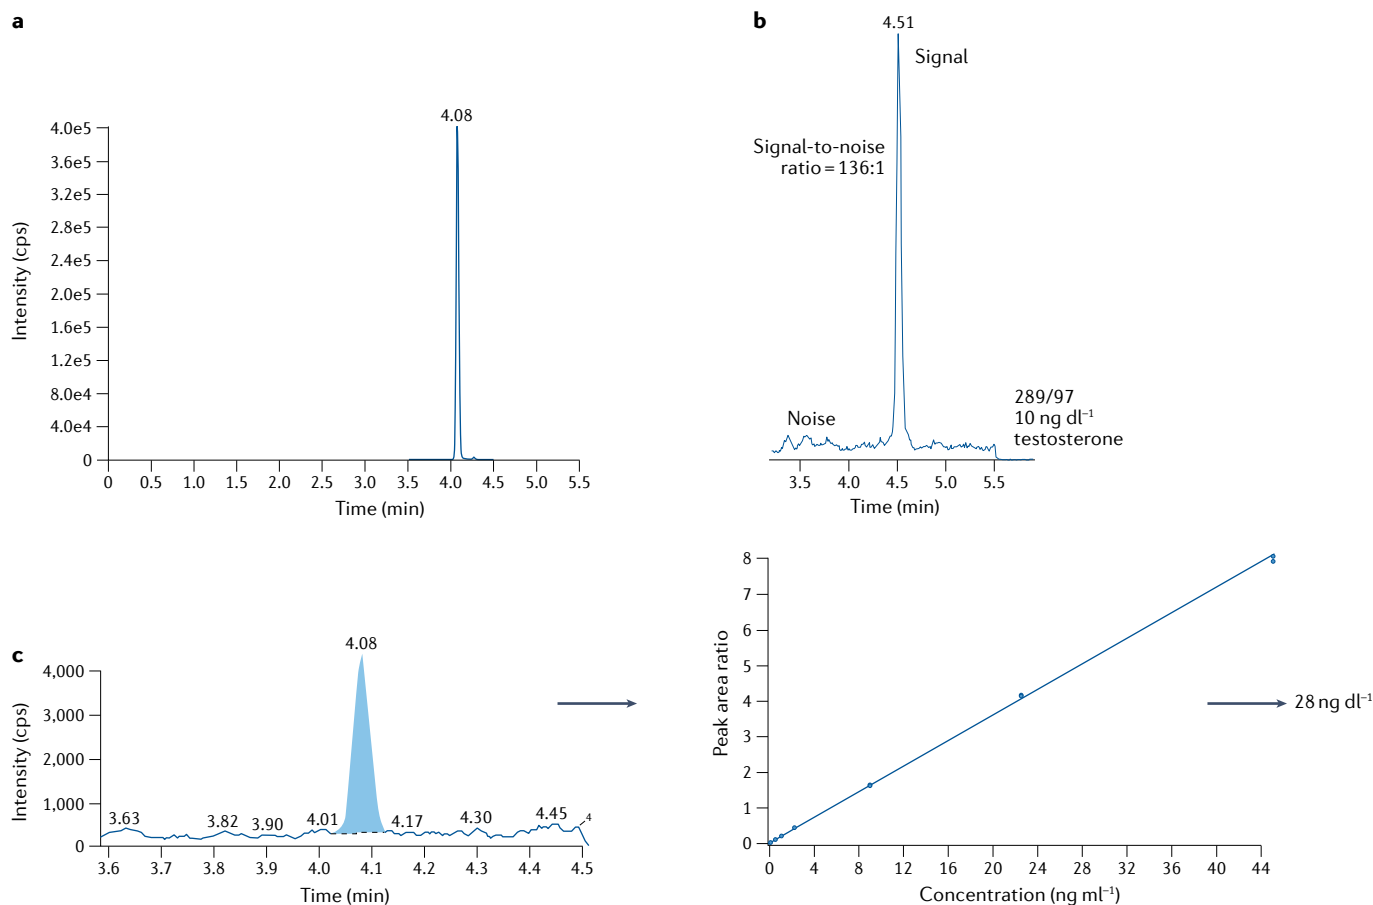 a
4.08
4.0e5
3.6e5
3.2e5
2.8e5
2.4e5
2.0e5
1.6e5
1.2e5
8.0e4
4.0e4
0
Intensity (cps)
0 0.5 1.0 1.5 2.0 2.5 3.0 3.5 4.0 4.5 5.0 5.5
Time (min)
b
4.51
Signal
Signal-to-noise
ratio = 136:1
Noise
289/97
10 ng dl⁻¹
testosterone
3.5 4.0 4.5 5.0 5.5
Time (min)
c
4.08
4,000
3,000
2,000
1,000
0
Intensity (cps)
3.63 3.82 3.90 4.01 4.17 4.30 4.45 4
3.6 3.7 3.8 3.9 4.0 4.1 4.2 4.3 4.4 4.5
Time (min)
8
7
6
5
4
3
2
1
0
Peak area ratio
0 4 8 12 16 20 24 28 32 36 40 44
Concentration (ng ml⁻¹)
28 ng dl⁻¹